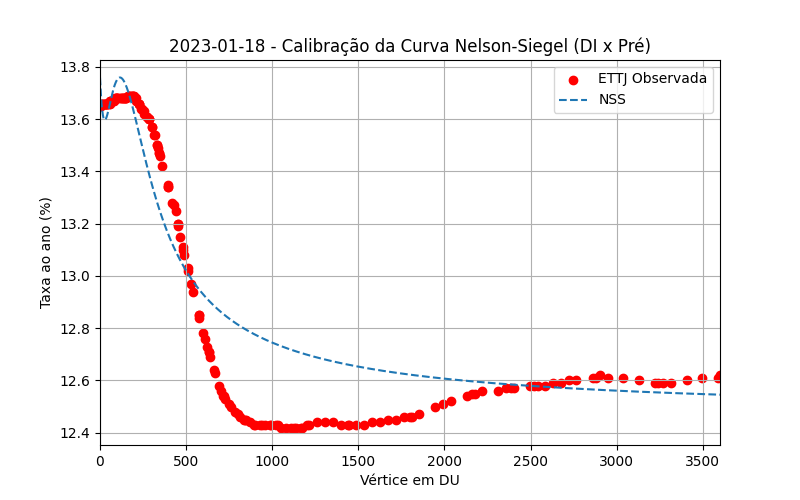 2023-01-18 - Calibração da Curva Nelson-Siegel (DI x Pré)
ETTJ Observada
NSS
Taxa ao ano (%)
13.8
13.6
13.4
13.2
13.0
12.8
12.6
12.4
0 500 1000 1500 2000 2500 3000 3500
Vértice em DU